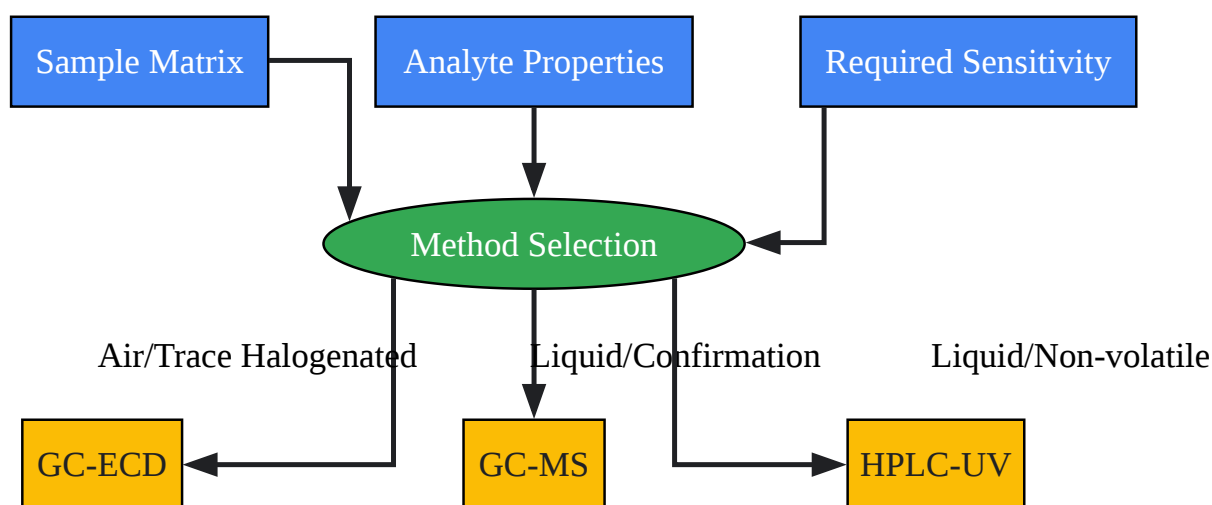 Sample Matrix
Analyte Properties
Required Sensitivity
Method Selection
Air/Trace Halogenated
Liquid/Confirmation
Liquid/Non-volatile
GC-ECD
GC-MS
HPLC-UV